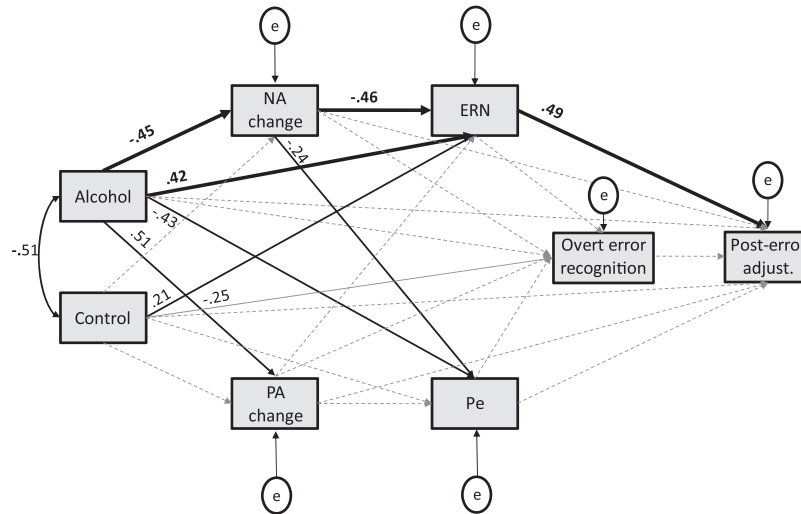 e
e
NA
change
-.46
ERN
.49
-.45
-.24
.42
e
e
Alcohol
-.43
.51
-.51
Overt error
recognition
Post-error
adjust.
Control
.21
-.25
PA
change
Pe
e
e